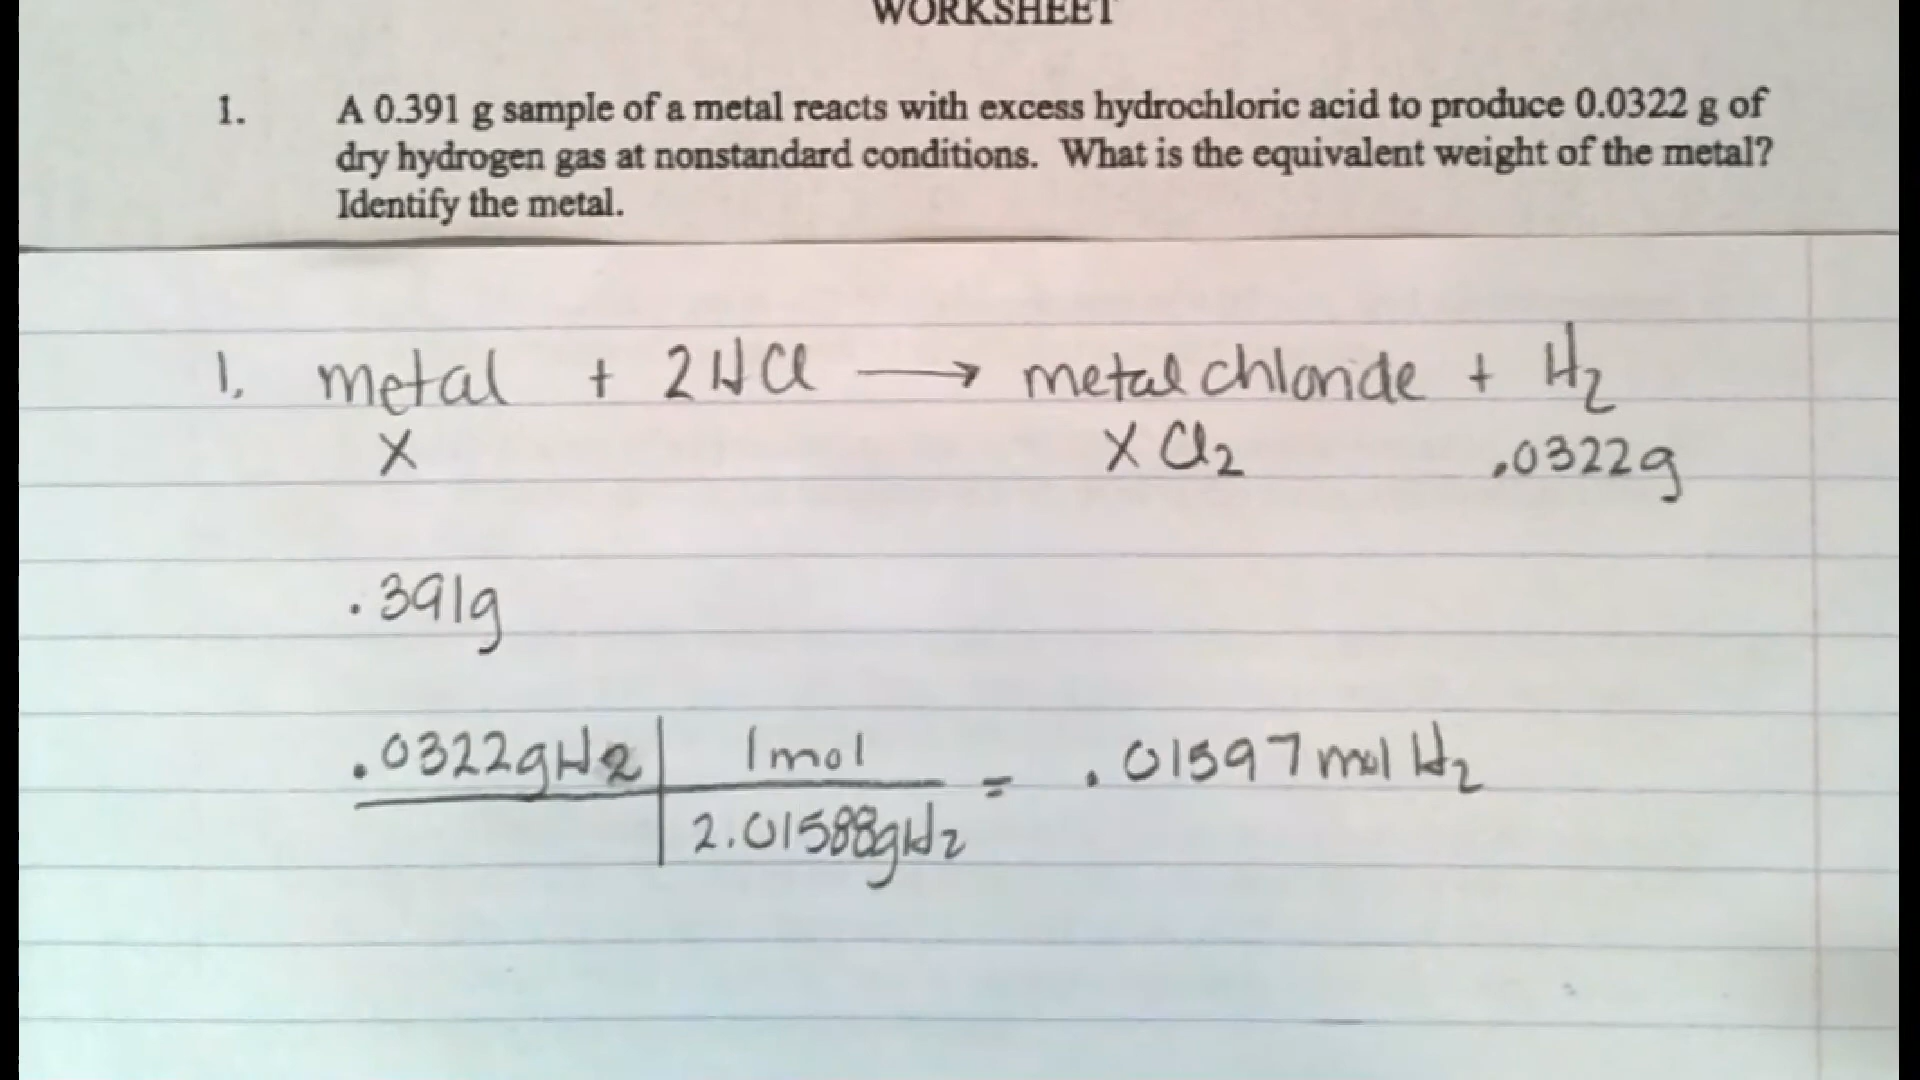 WORKSHEET
1. A 0.391 g sample of a metal reacts with excess hydrochloric acid to produce 0.0322 g of
dry hydrogen gas at nonstandard conditions. What is the equivalent weight of the metal?
Identify the metal.
1. metal + 2HCl → metal chloride + H₂
X XCl₂ .0322g
.391g
.0322gH2 | 1mol = .01597 mol H₂
2.01588gH₂